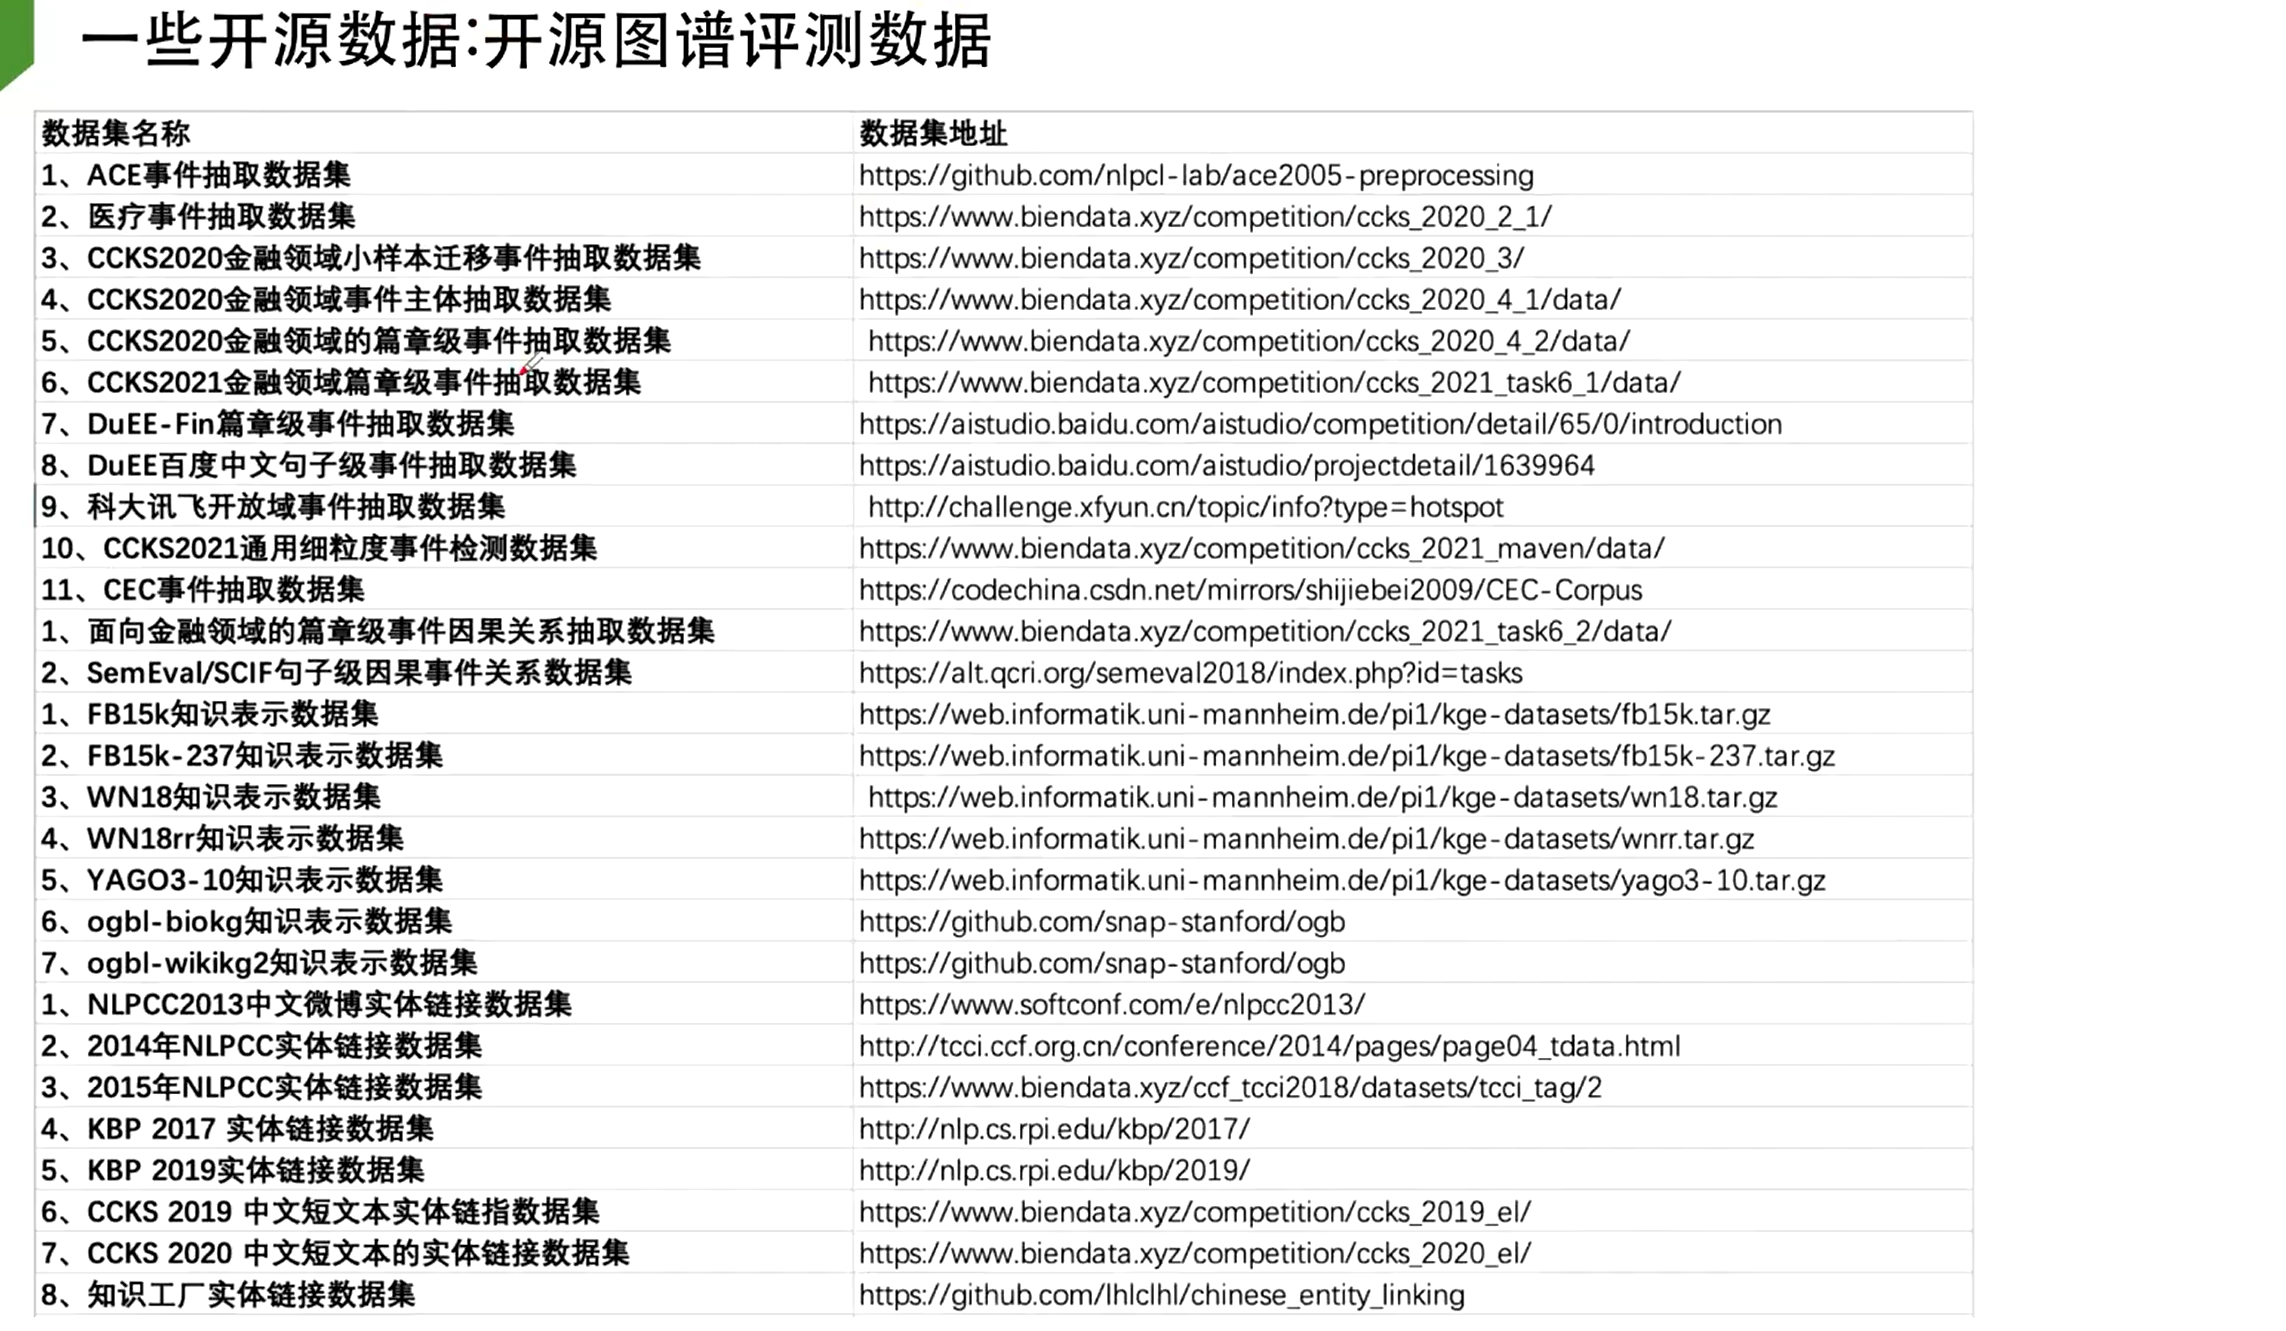 一些开源数据:开源图谱评测数据
数据集名称 数据集地址
1、ACE事件抽取数据集 https://github.com/nlpcl-lab/ace2005-preprocessing
2、医疗事件抽取数据集 https://www.biendata.xyz/competition/ccks_2020_2_1/
3、CCKS2020金融领域小样本迁移事件抽取数据集 https://www.biendata.xyz/competition/ccks_2020_3/
4、CCKS2020金融领域事件主体抽取数据集 https://www.biendata.xyz/competition/ccks_2020_4_1/data/
5、CCKS2020金融领域的篇章级事件抽取数据集 https://www.biendata.xyz/competition/ccks_2020_4_2/data/
6、CCKS2021金融领域篇章级事件抽取数据集 https://www.biendata.xyz/competition/ccks_2021_task6_1/data/
7、DuEE-Fin篇章级事件抽取数据集 https://aistudio.baidu.com/aistudio/competition/detail/65/0/introduction
8、DuEE百度中文句子级事件抽取数据集 https://aistudio.baidu.com/aistudio/projectdetail/1639964
9、科大讯飞开放域事件抽取数据集 http://challenge.xfyun.cn/topic/info?type=hotspot
10、CCKS2021通用细粒度事件检测数据集 https://www.biendata.xyz/competition/ccks_2021_maven/data/
11、CEC事件抽取数据集 https://codechina.csdn.net/mirrors/shijiebei2009/CEC-Corpus
1、面向金融领域的篇章级事件因果关系抽取数据集 https://www.biendata.xyz/competition/ccks_2021_task6_2/data/
2、SemEval/SCIF句子级因果事件关系数据集 https://alt.qcri.org/semeval2018/index.php?id=tasks
1、FB15k知识表示数据集 https://web.informatik.uni-mannheim.de/pi1/kge-datasets/fb15k.tar.gz
2、FB15k-237知识表示数据集 https://web.informatik.uni-mannheim.de/pi1/kge-datasets/fb15k-237.tar.gz
3、WN18知识表示数据集 https://web.informatik.uni-mannheim.de/pi1/kge-datasets/wn18.tar.gz
4、WN18rr知识表示数据集 https://web.informatik.uni-mannheim.de/pi1/kge-datasets/wnrr.tar.gz
5、YAGO3-10知识表示数据集 https://web.informatik.uni-mannheim.de/pi1/kge-datasets/yago3-10.tar.gz
6、ogbl-biokg知识表示数据集 https://github.com/snap-stanford/ogb
7、ogbl-wikikg2知识表示数据集 https://github.com/snap-stanford/ogb
1、NLPCC2013中文微博实体链接数据集 https://www.softconf.com/e/nlpcc2013/
2、2014年NLPCC实体链接数据集 http://tcci.ccf.org.cn/conference/2014/pages/page04_tdata.html
3、2015年NLPCC实体链接数据集 https://www.biendata.xyz/ccf_tcci2018/datasets/tcci_tag/2
4、KBP 2017 实体链接数据集 http://nlp.cs.rpi.edu/kbp/2017/
5、KBP 2019实体链接数据集 http://nlp.cs.rpi.edu/kbp/2019/
6、CCKS 2019 中文短文本实体链指数据集 https://www.biendata.xyz/competition/ccks_2019_el/
7、CCKS 2020 中文短文本的实体链接数据集 https://www.biendata.xyz/competition/ccks_2020_el/
8、知识工厂实体链接数据集 https://github.com/lhlclhl/chinese_entity_linking